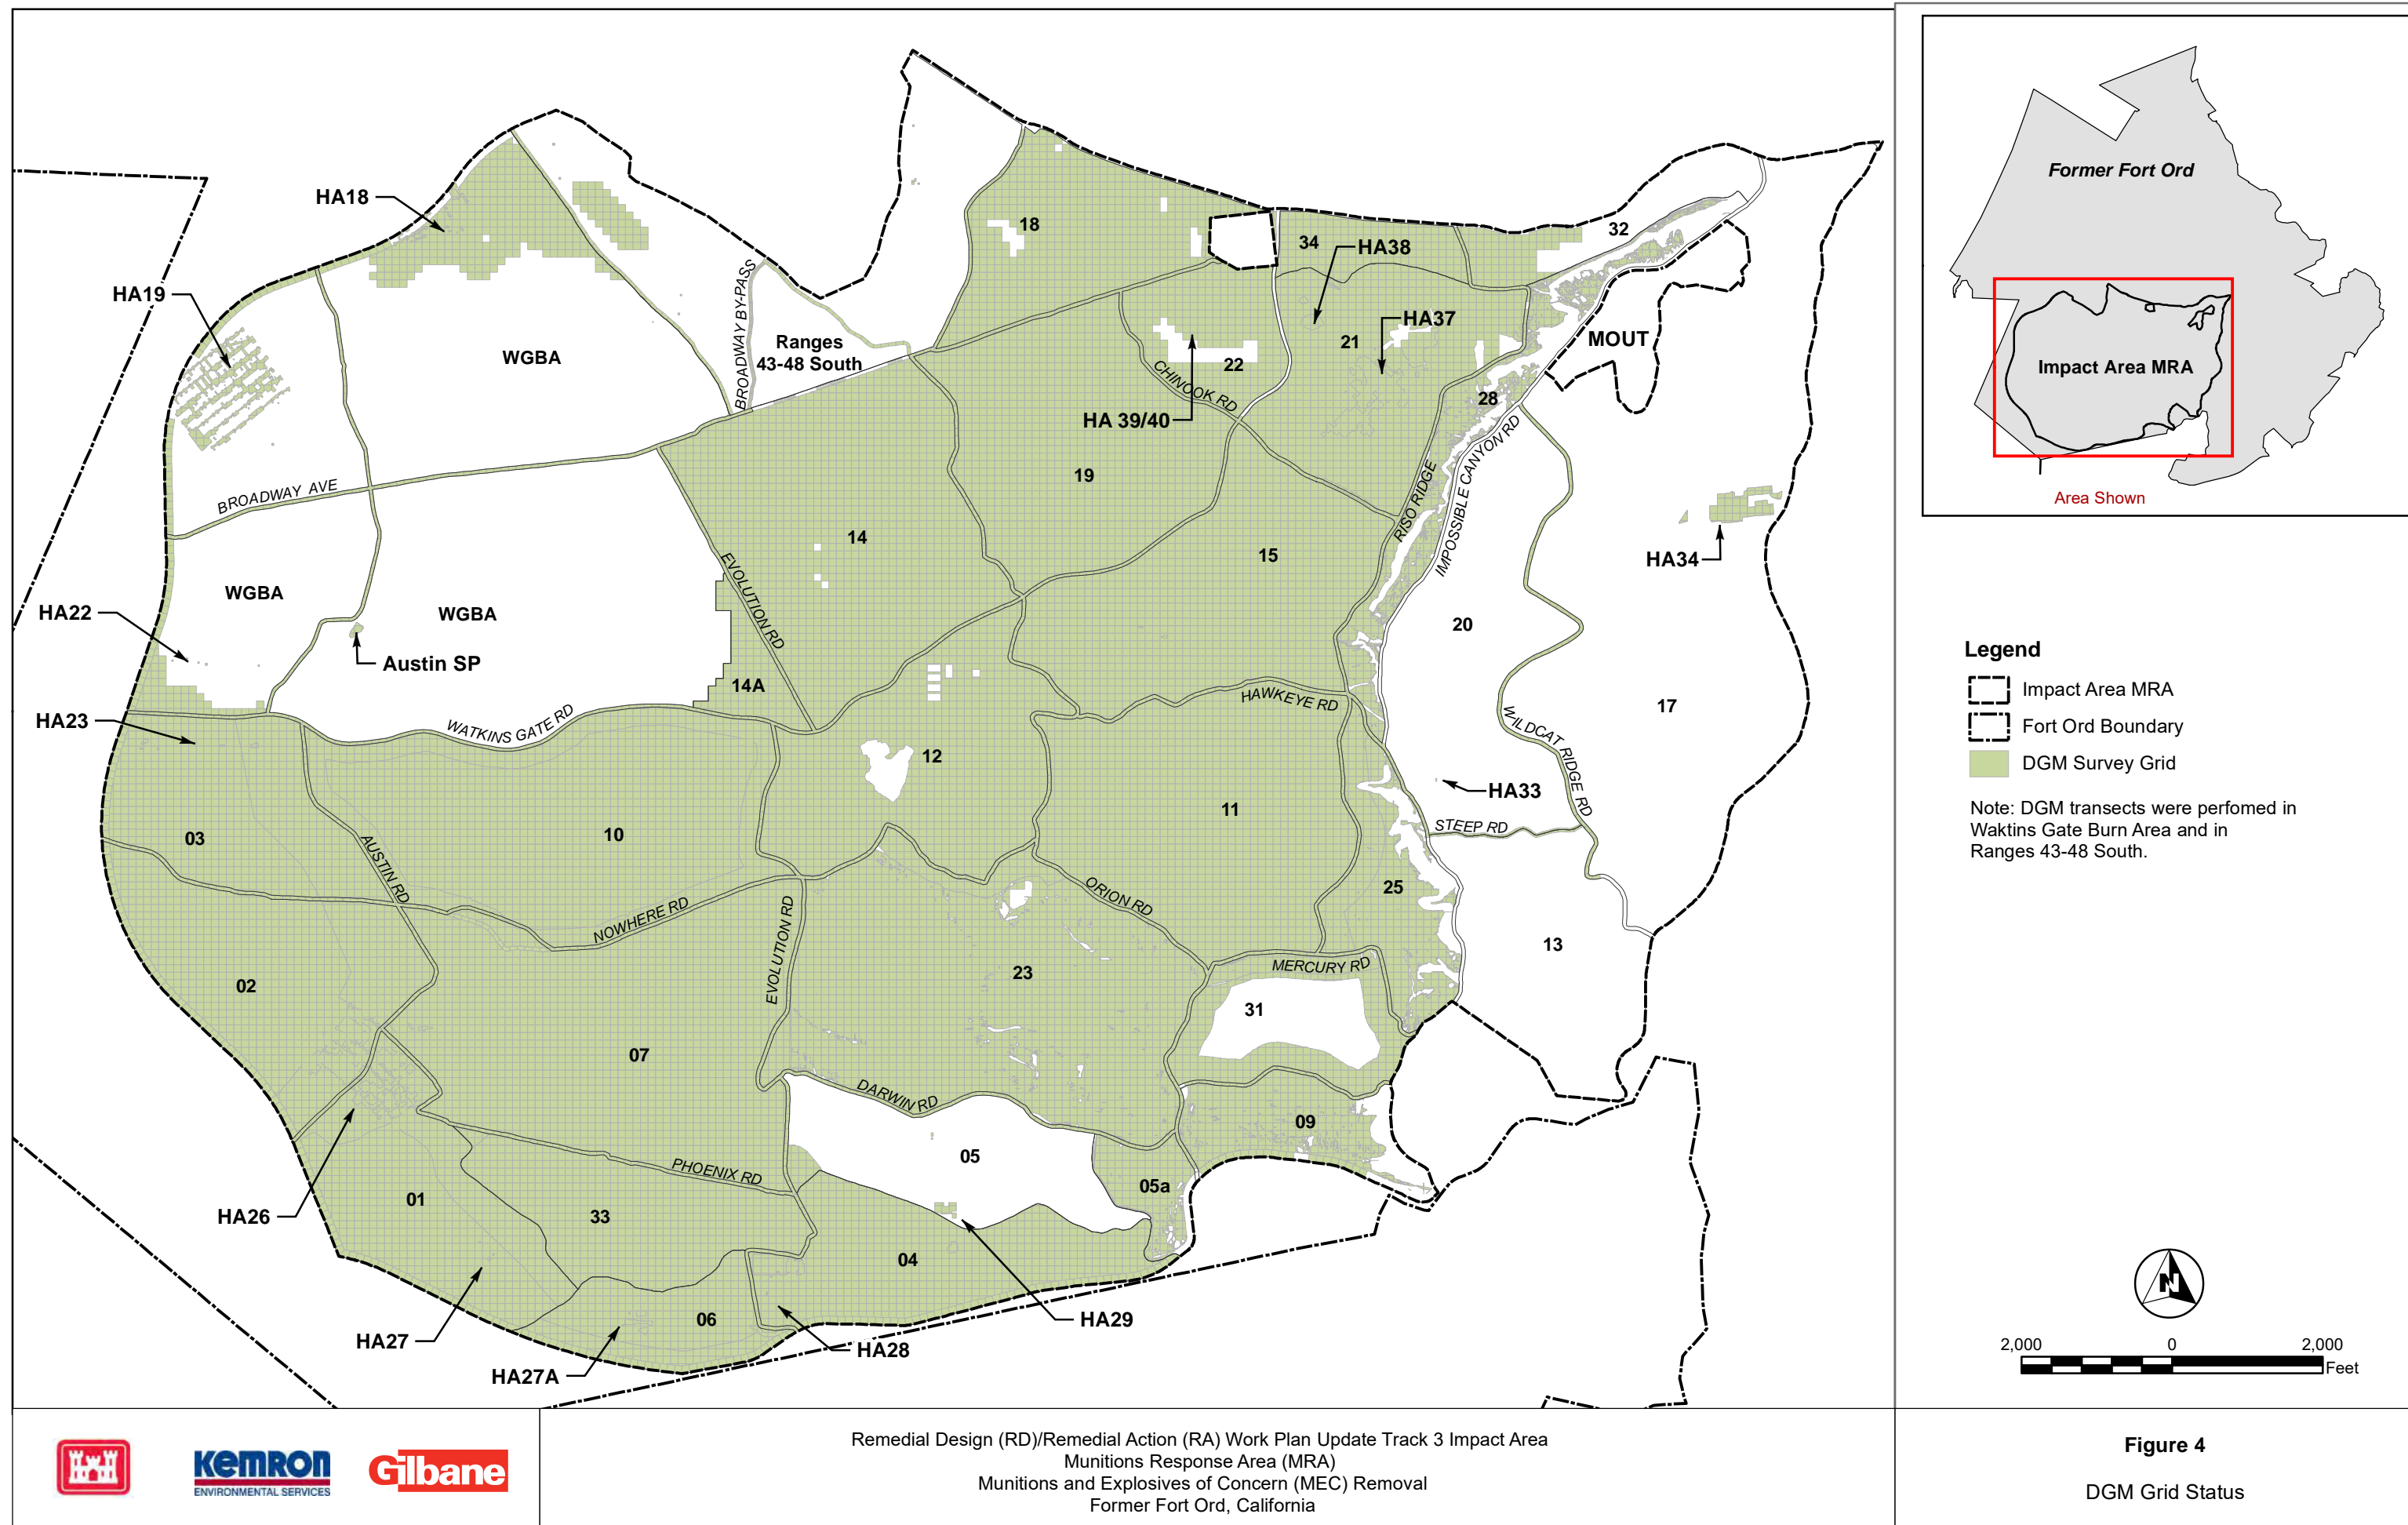 HA18
HA19
HA22
HA23
HA26
HA27
HA27A
HA28
HA29
HA33
HA34
HA37
HA38
HA 39/40
Austin SP
WGBA
WGBA
WGBA
Ranges
43-48 South
MOUT
18
34
32
21
22
28
19
14
15
14A
20
17
12
11
10
03
02
25
13
23
31
07
09
05
05a
01
33
04
06
BROADWAY BY-PASS
BROADWAY AVE
CHINOOK RD
RISO RIDGE
IMPOSSIBLE CANYON RD
EVOLUTION RD
WATKINS GATE RD
HAWKEYE RD
WILDCAT RIDGE RD
STEEP RD
AUSTIN RD
NOWHERE RD
EVOLUTION RD
ORION RD
MERCURY RD
DARWIN RD
PHOENIX RD
Former Fort Ord
Impact Area MRA
Area Shown
Legend
Impact Area MRA
Fort Ord Boundary
DGM Survey Grid
Note: DGM transects were perfomed in
Waktins Gate Burn Area and in
Ranges 43-48 South.
N
2,000 0 2,000
Feet
KEMRON
ENVIRONMENTAL SERVICES
Gilbane
Remedial Design (RD)/Remedial Action (RA) Work Plan Update Track 3 Impact Area
Munitions Response Area (MRA)
Munitions and Explosives of Concern (MEC) Removal
Former Fort Ord, California
Figure 4
DGM Grid Status